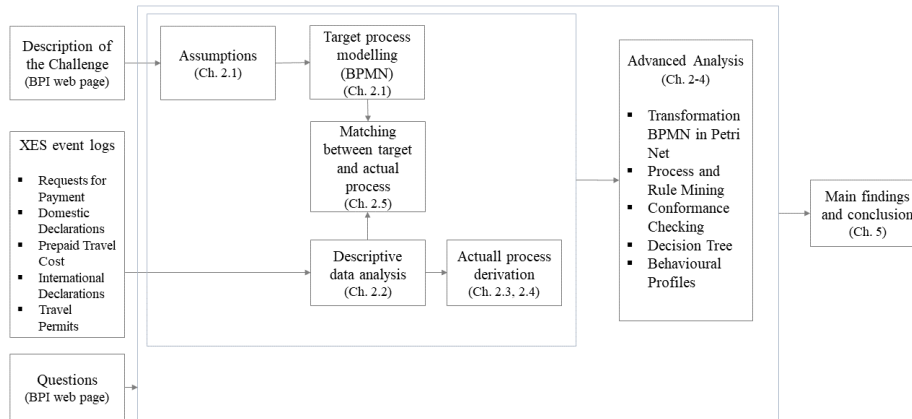 Description of
the Challenge
(BPI web page)
Assumptions
(Ch. 2.1)
Target process
modelling
(BPMN)
(Ch. 2.1)
Matching
between target
and actual
process
(Ch. 2.5)
XES event logs
▪ Requests for
Payment
▪ Domestic
Declarations
▪ Prepaid Travel
Cost
▪ International
Declarations
▪ Travel
Permits
Descriptive
data analysis
(Ch. 2.2)
Actuall process
derivation
(Ch. 2.3, 2.4)
Questions
(BPI web page)
Advanced Analysis
(Ch. 2-4)
▪ Transformation
BPMN in Petri
Net
▪ Process and
Rule Mining
▪ Conformance
Checking
▪ Decision Tree
▪ Behavioural
Profiles
Main findings
and conclusion
(Ch. 5)